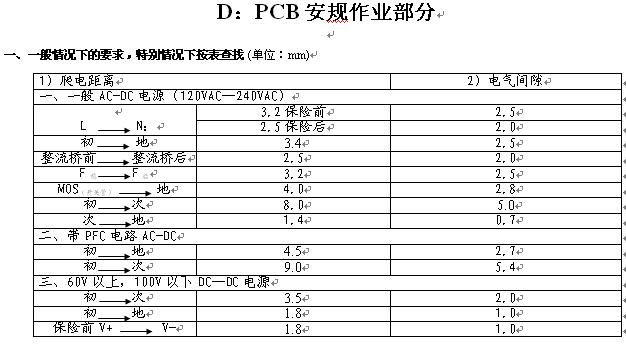 D：PCB 安规作业部分
一、一般情况下的要求，特别情况下按表查找(单位：mm)
1) 爬电距离 2) 电气间隙
一、一般 AC-DC 电源（120VAC—240VAC）
3.2 保险前 2.5
L → N： 2.5 保险后 2.0
初 → 地 3.4 2.5
整流桥前 → 整流桥后 2.5 2.0
F → F 3.2 2.5
MOS（开关管） → 地 4.0 2.8
初 → 次 8.0 5.0
次 → 地 1.4 0.7
二、带 PFC 电路 AC-DC
初 → 地 4.5 2.7
初 → 次 9.0 5.4
三、60V 以上，100V 以下 DC—DC 电源
初 → 次 3.5 2.0
初 → 地 1.8 1.0
保险前 V+ → V- 1.8 1.0